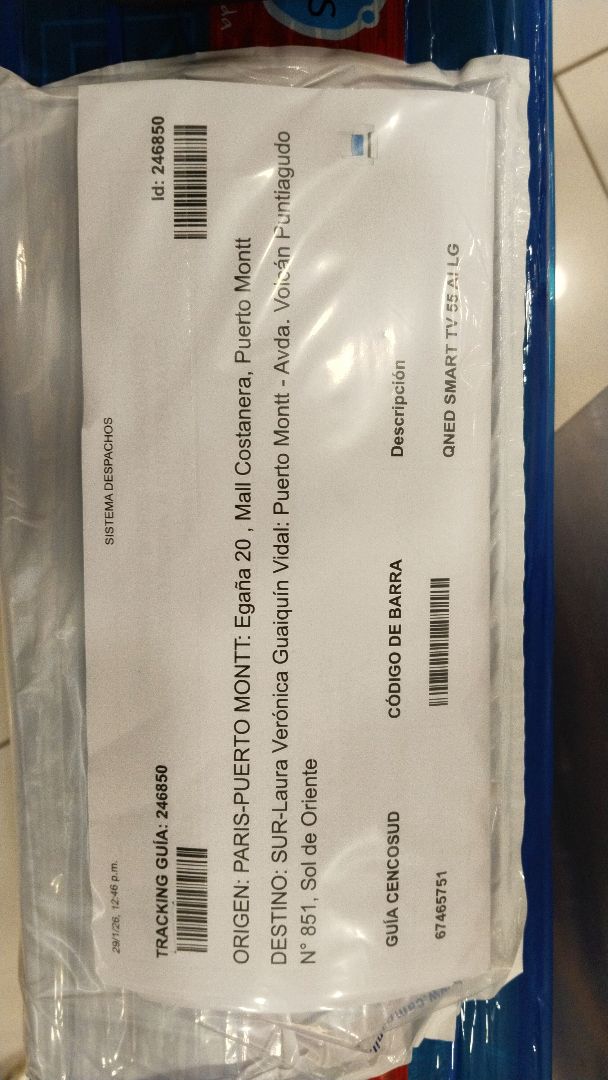 29/1/26, 12:46 p.m.
SISTEMA DESPACHOS
TRACKING GUÍA: 246850
Id: 246850
ORIGEN: PARIS-PUERTO MONTT: Egaña 20 , Mall Costanera, Puerto Montt
DESTINO: SUR-Laura Verónica Guaiquín Vidal: Puerto Montt - Avda. Volcán Puntiagudo
N° 851, Sol de Oriente
GUÍA CENCOSUD
CÓDIGO DE BARRA
Descripción
67465751
QNED SMART TV 55 AI LG